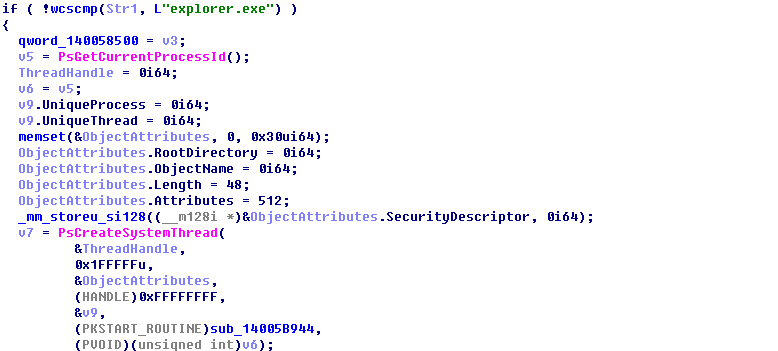 if ( !wcscmp(Str1, L"explorer.exe") )
{
qword_140058500 = v3;
v5 = PsGetCurrentProcessId();
ThreadHandle = 0i64;
v6 = v5;
v9.UniqueProcess = 0i64;
v9.UniqueThread = 0i64;
memset(&ObjectAttributes, 0, 0x30ui64);
ObjectAttributes.RootDirectory = 0i64;
ObjectAttributes.ObjectName = 0i64;
ObjectAttributes.Length = 48;
ObjectAttributes.Attributes = 512;
_mm_storeu_si128((__m128i *)&ObjectAttributes.SecurityDescriptor, 0i64);
v7 = PsCreateSystemThread(
&ThreadHandle,
0x1FFFFFu,
&ObjectAttributes,
(HANDLE)0xFFFFFFFF,
&v9,
(PKSTART_ROUTINE)sub_14005B944,
(PVOID)(unsigned int)v6);